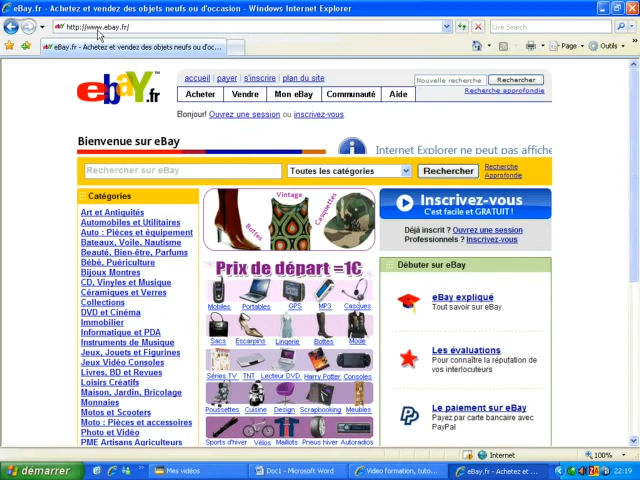 eBay.fr - Achetez et vendez des objets neufs ou d'occasion - Windows Internet Explorer
http://www.ebay.fr/
Live Search
eBay.fr - Achetez et vendez des objets neufs ou d'occ...
Page
Outils
ebay.fr
accueil | payer | s'inscrire | plan du site
Nouvelle recherche
Rechercher
Acheter
Vendre
Mon eBay
Communauté
Aide
Recherche approfondie
Bonjour! Ouvrez une session ou inscrivez-vous.
Bienvenue sur eBay
Internet Explorer ne peut pas affiche
Rechercher sur eBay
Toutes les catégories
Rechercher
Recherche
Approfondie
Catégories
Art et Antiquités
Automobiles et Utilitaires
Auto : Pièces et équipement
Bateaux, Voile, Nautisme
Beauté, Bien-être, Parfums
Bébé, Puériculture
Bijoux Montres
CD, Vinyles et Musique
Céramiques et Verres
Collections
DVD et Cinéma
Immobilier
Informatique et PDA
Instruments de Musique
Jeux, Jouets et Figurines
Jeux Vidéo Consoles
Livres, BD et Revues
Loisirs Créatifs
Maison, Jardin, Bricolage
Monnaies
Motos et Scooters
Moto : Pièces et accessoires
Photo et Vidéo
PME Artisans Agriculteurs
Bottes
Vintage
Casquettes
Prix de départ =1€
Mobiles
Portables
GPS
MP3
Casques
Sacs
Escarpins
Lingerie
Bottes
Mode
Séries TV
TNT
Lecteur DVD
Harry Potter
Consoles
Poussettes
Cuisine
Design
Scrapbooking
Meubles
Sports d'hiver
Vélos
Maillots
Pneus hiver
Autoradios
Inscrivez-vous
C'est facile et GRATUIT !
Déjà inscrit ? Ouvrez une session
Professionnels ? Inscrivez-vous
Débuter sur eBay
eBay expliqué
Tout savoir sur eBay
Les évaluations
Pour connaître la réputation de
vos interlocuteurs
Le paiement sur eBay
Payez par carte bancaire avec
PayPal
Internet
100%
démarrer
Mes vidéos
Doc1 - Microsoft Word
Video formation, tuto...
eBay.fr - Achetez et ...
22:19